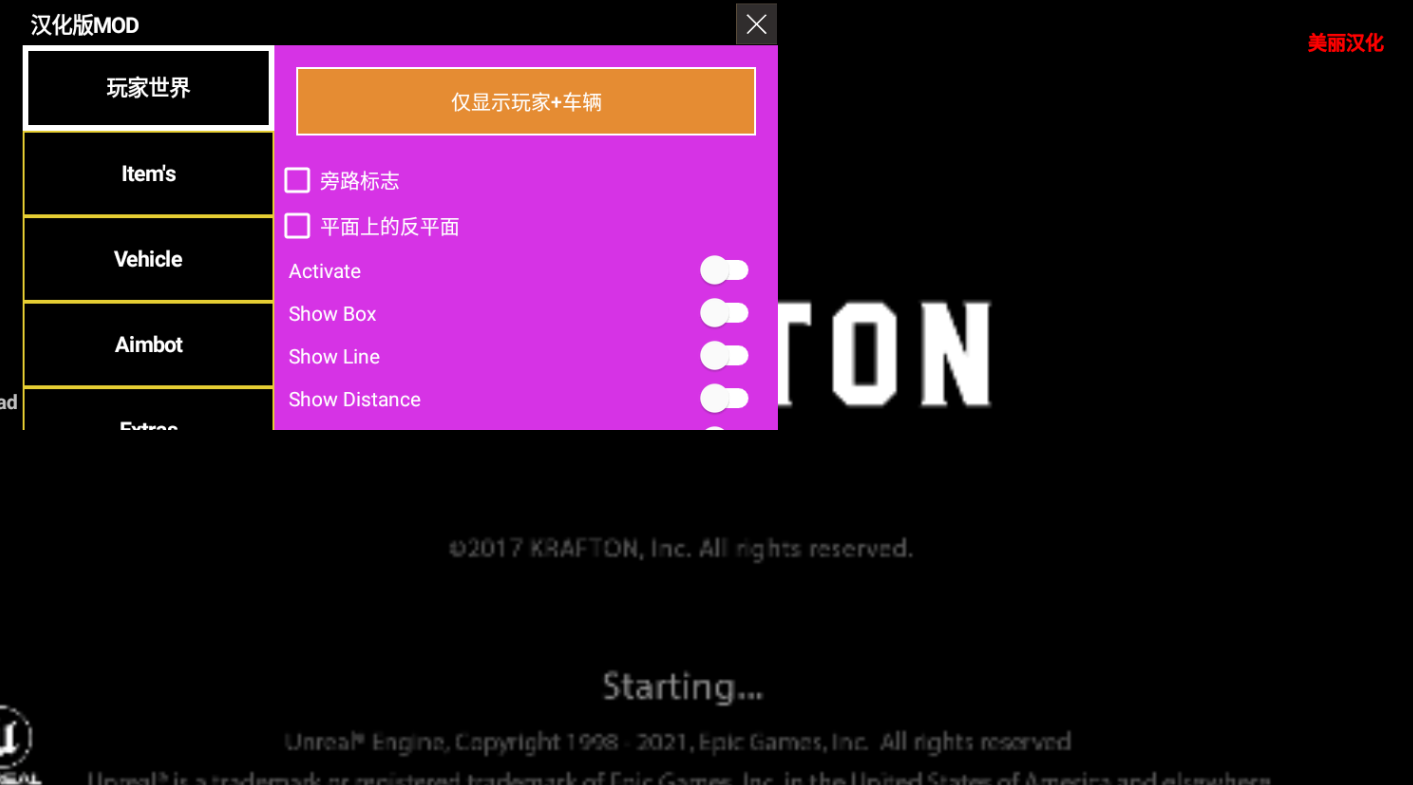 汉化版MOD
美丽汉化
玩家世界
Item's
Vehicle
Aimbot
Extras
仅显示玩家+车辆
旁路标志
平面上的反平面
Activate
Show Box
Show Line
Show Distance
ad
TON
©2017 KRAFTON, Inc. All rights reserved.
Starting...
Unreal® Engine, Copyright 1998 - 2021, Epic Games, Inc. All rights reserved
Unreal® is a trademark or registered trademark of Epic Games, Inc. in the United States of America and elsewhere